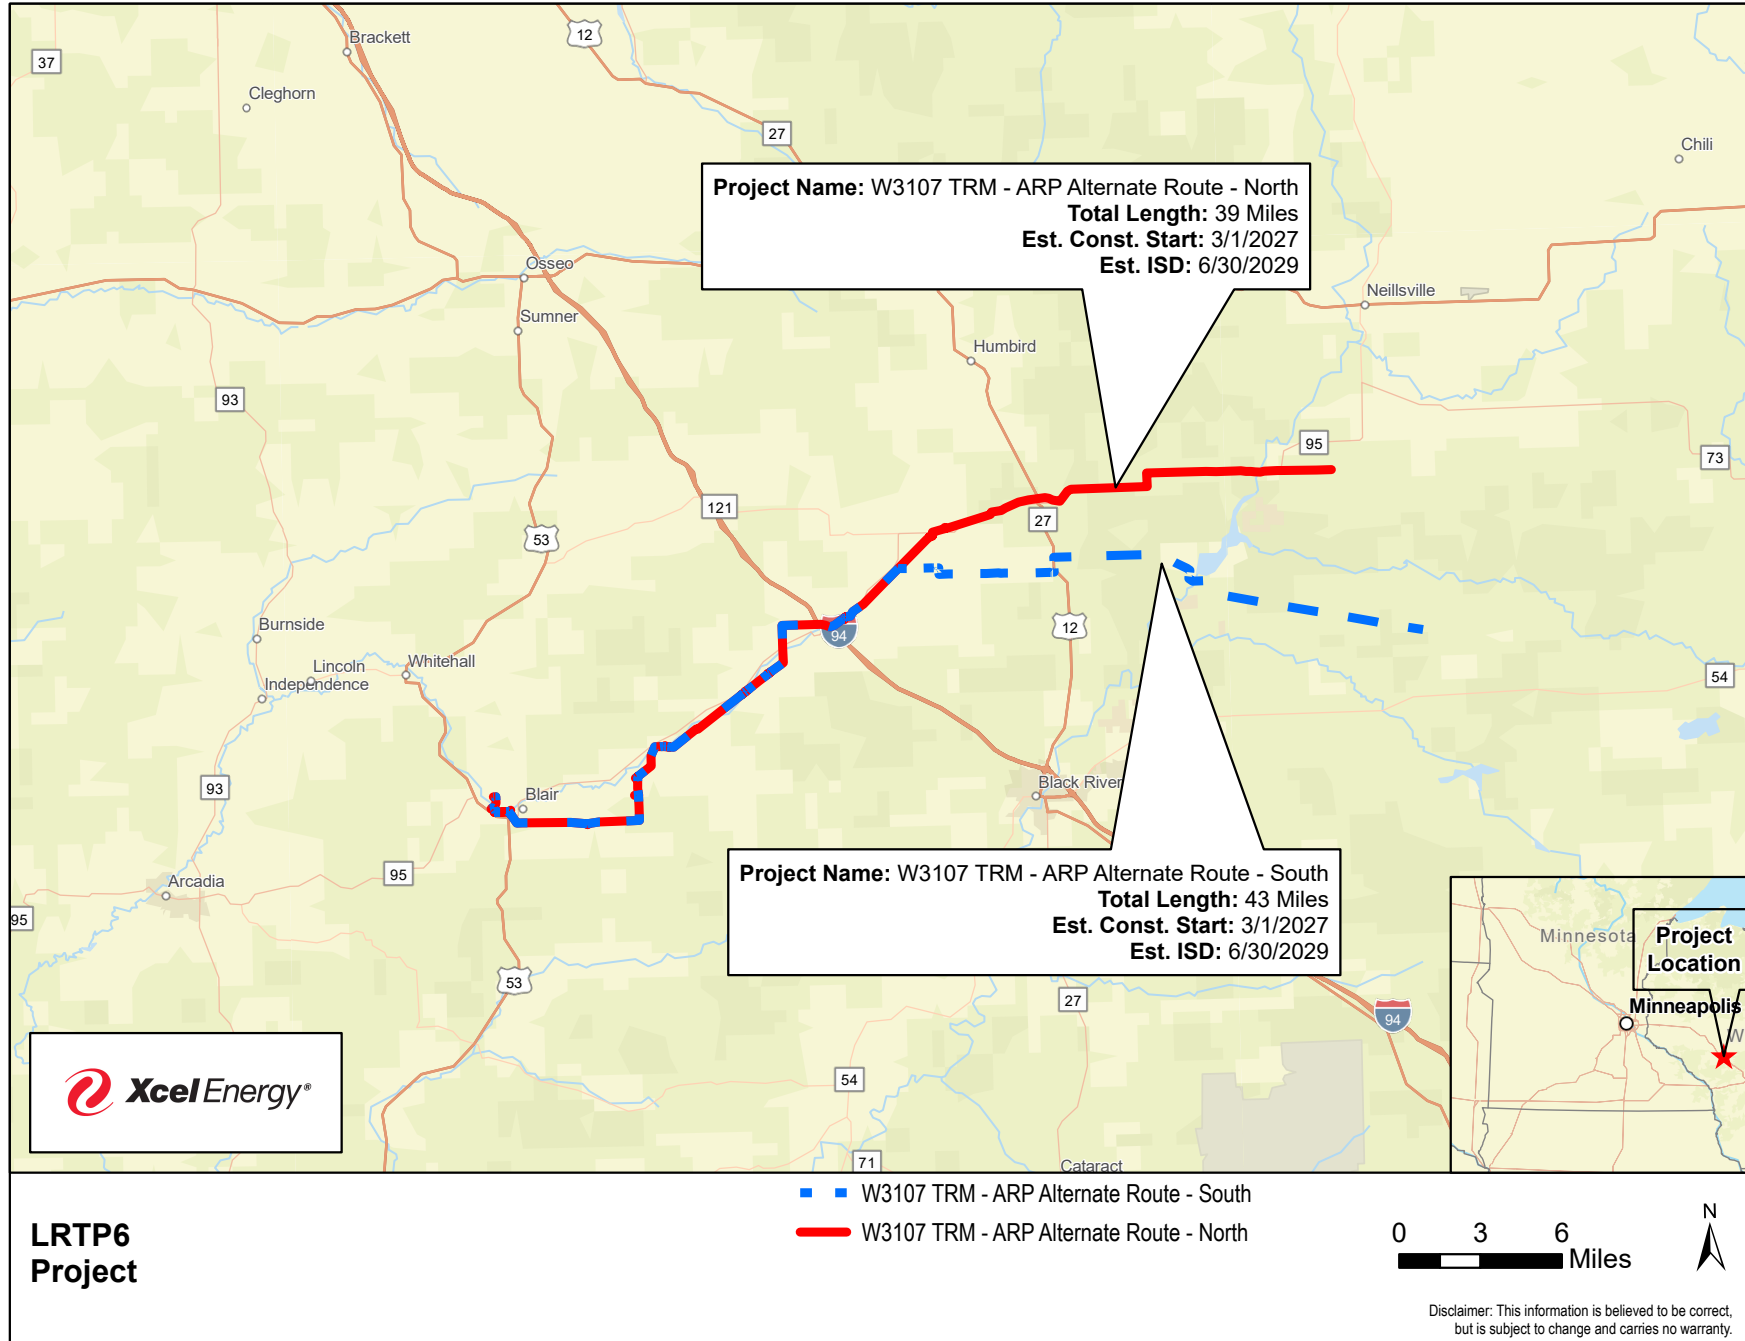 Brackett
12
37
Cleghorn
27
Chili
Project Name: W3107 TRM - ARP Alternate Route - North
Total Length: 39 Miles
Est. Const. Start: 3/1/2027
Est. ISD: 6/30/2029
Osseo
Neillsville
Sumner
Humbird
93
95
73
121
27
53
Burnside
94
12
Whitehall
Lincoln
Independence
54
93
Blair
Black River
95
Arcadia
95
Project Name: W3107 TRM - ARP Alternate Route - South
Total Length: 43 Miles
Est. Const. Start: 3/1/2027
Est. ISD: 6/30/2029
53
27
94
Minnesota
Project
Location
Minneapolis
W
Xcel Energy®
54
71
Cataract
W3107 TRM - ARP Alternate Route - South
W3107 TRM - ARP Alternate Route - North
LRTP6
Project
0 3 6
Miles
N
Disclaimer: This information is believed to be correct,
but is subject to change and carries no warranty.